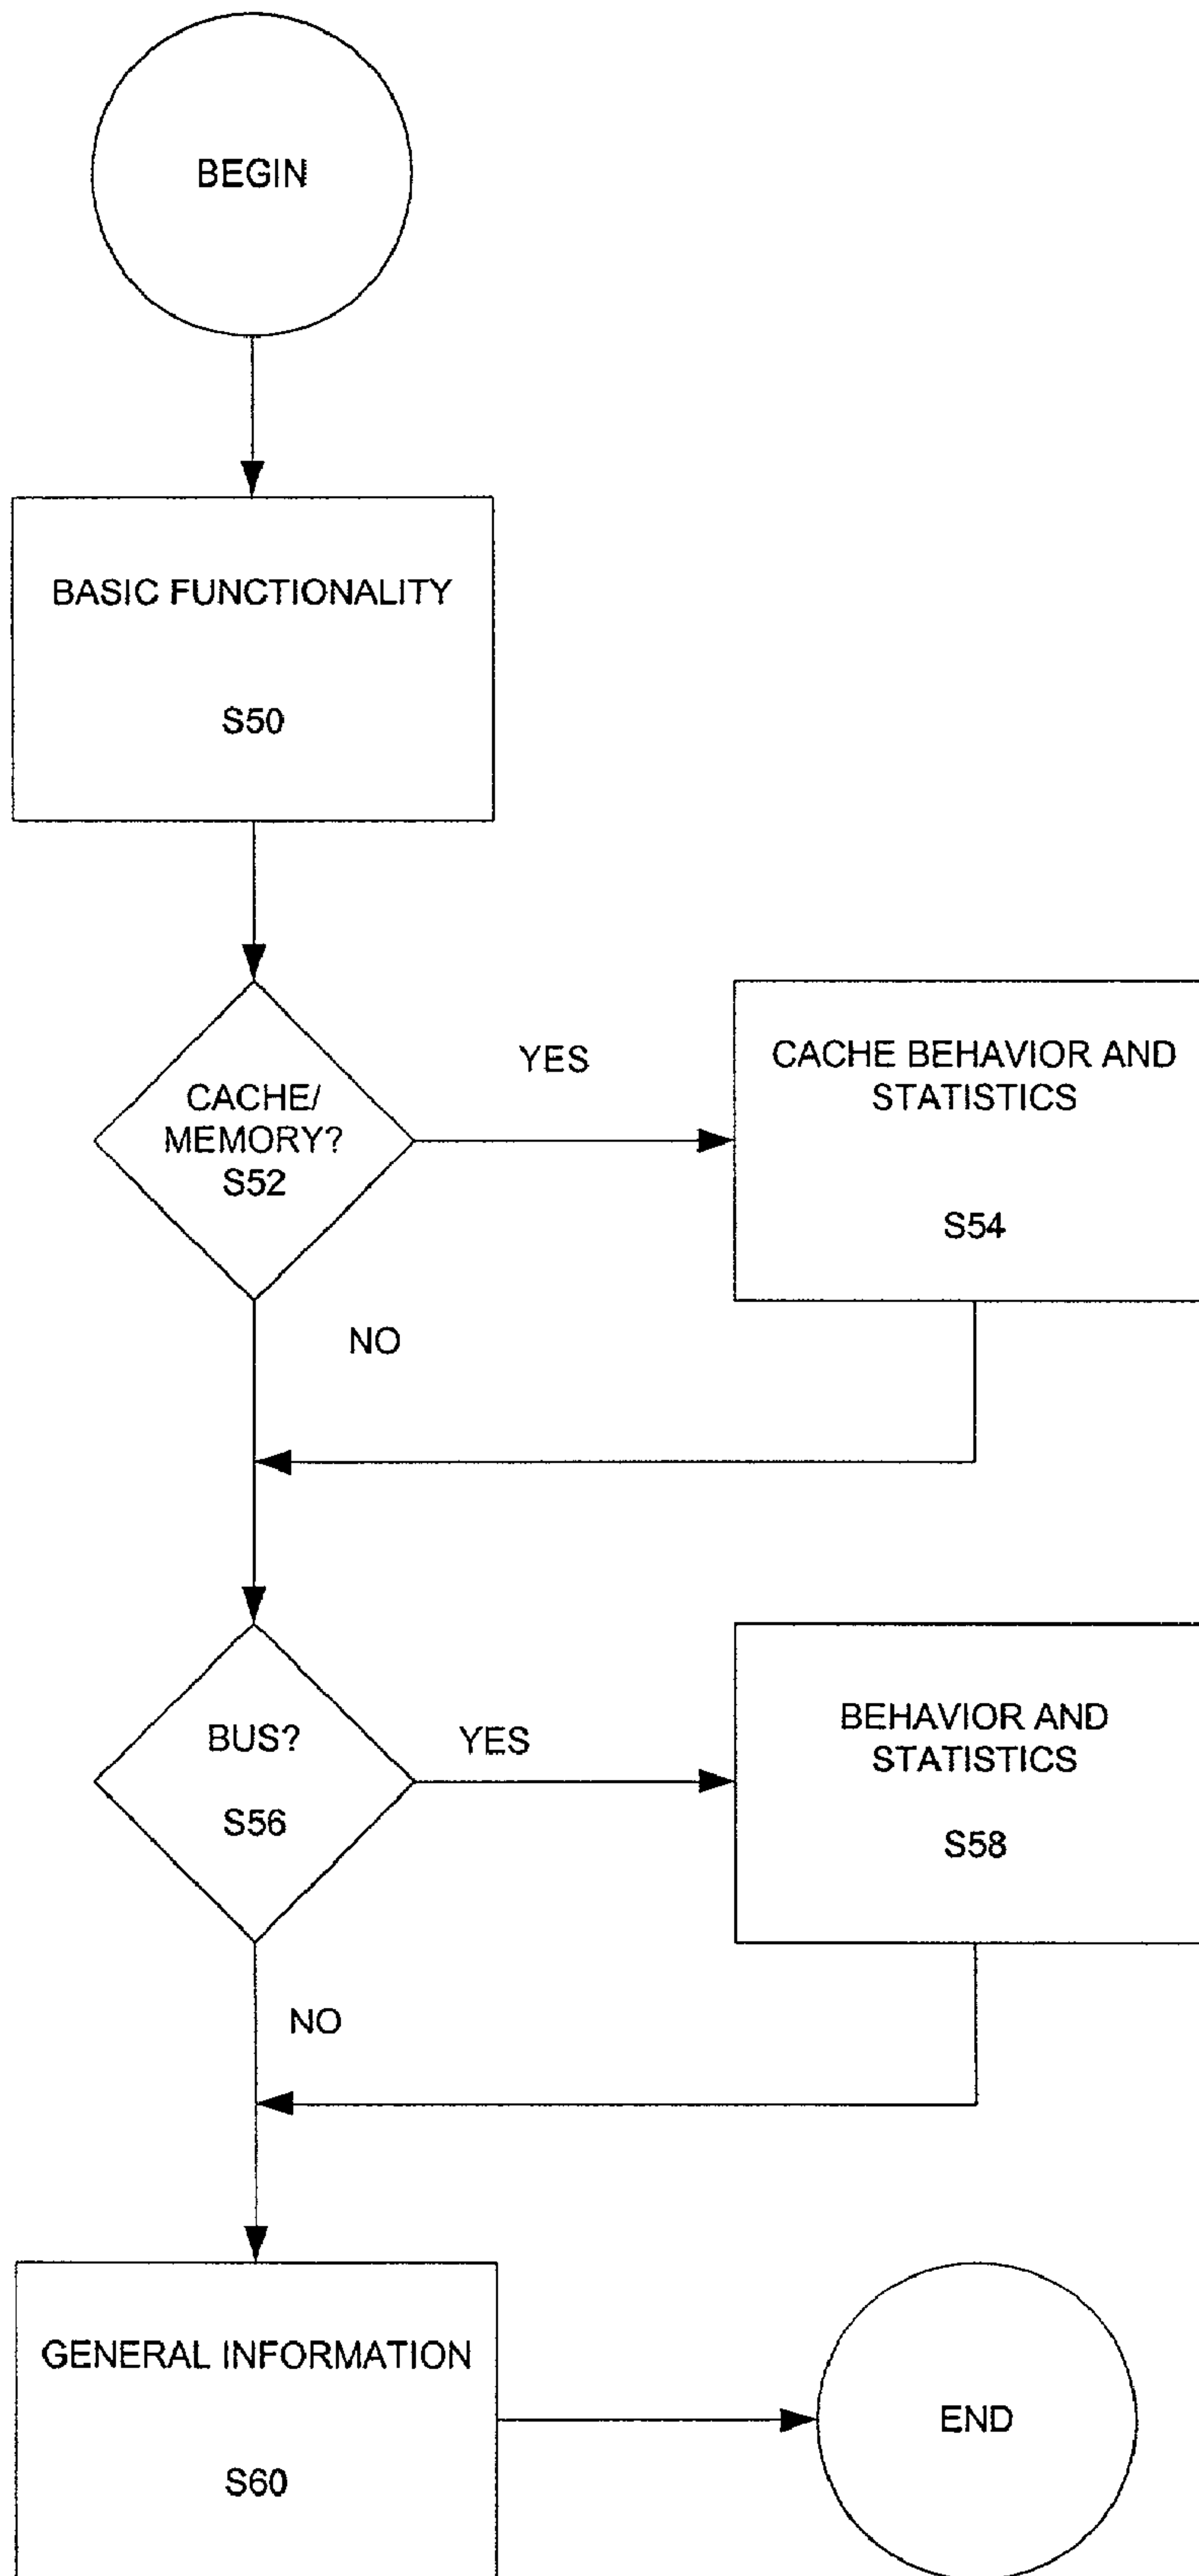 BEGIN
BASIC FUNCTIONALITY
S50
CACHE/
MEMORY?
S52
YES
CACHE BEHAVIOR AND
STATISTICS
S54
NO
BUS?
S56
YES
BEHAVIOR AND
STATISTICS
S58
NO
GENERAL INFORMATION
S60
END